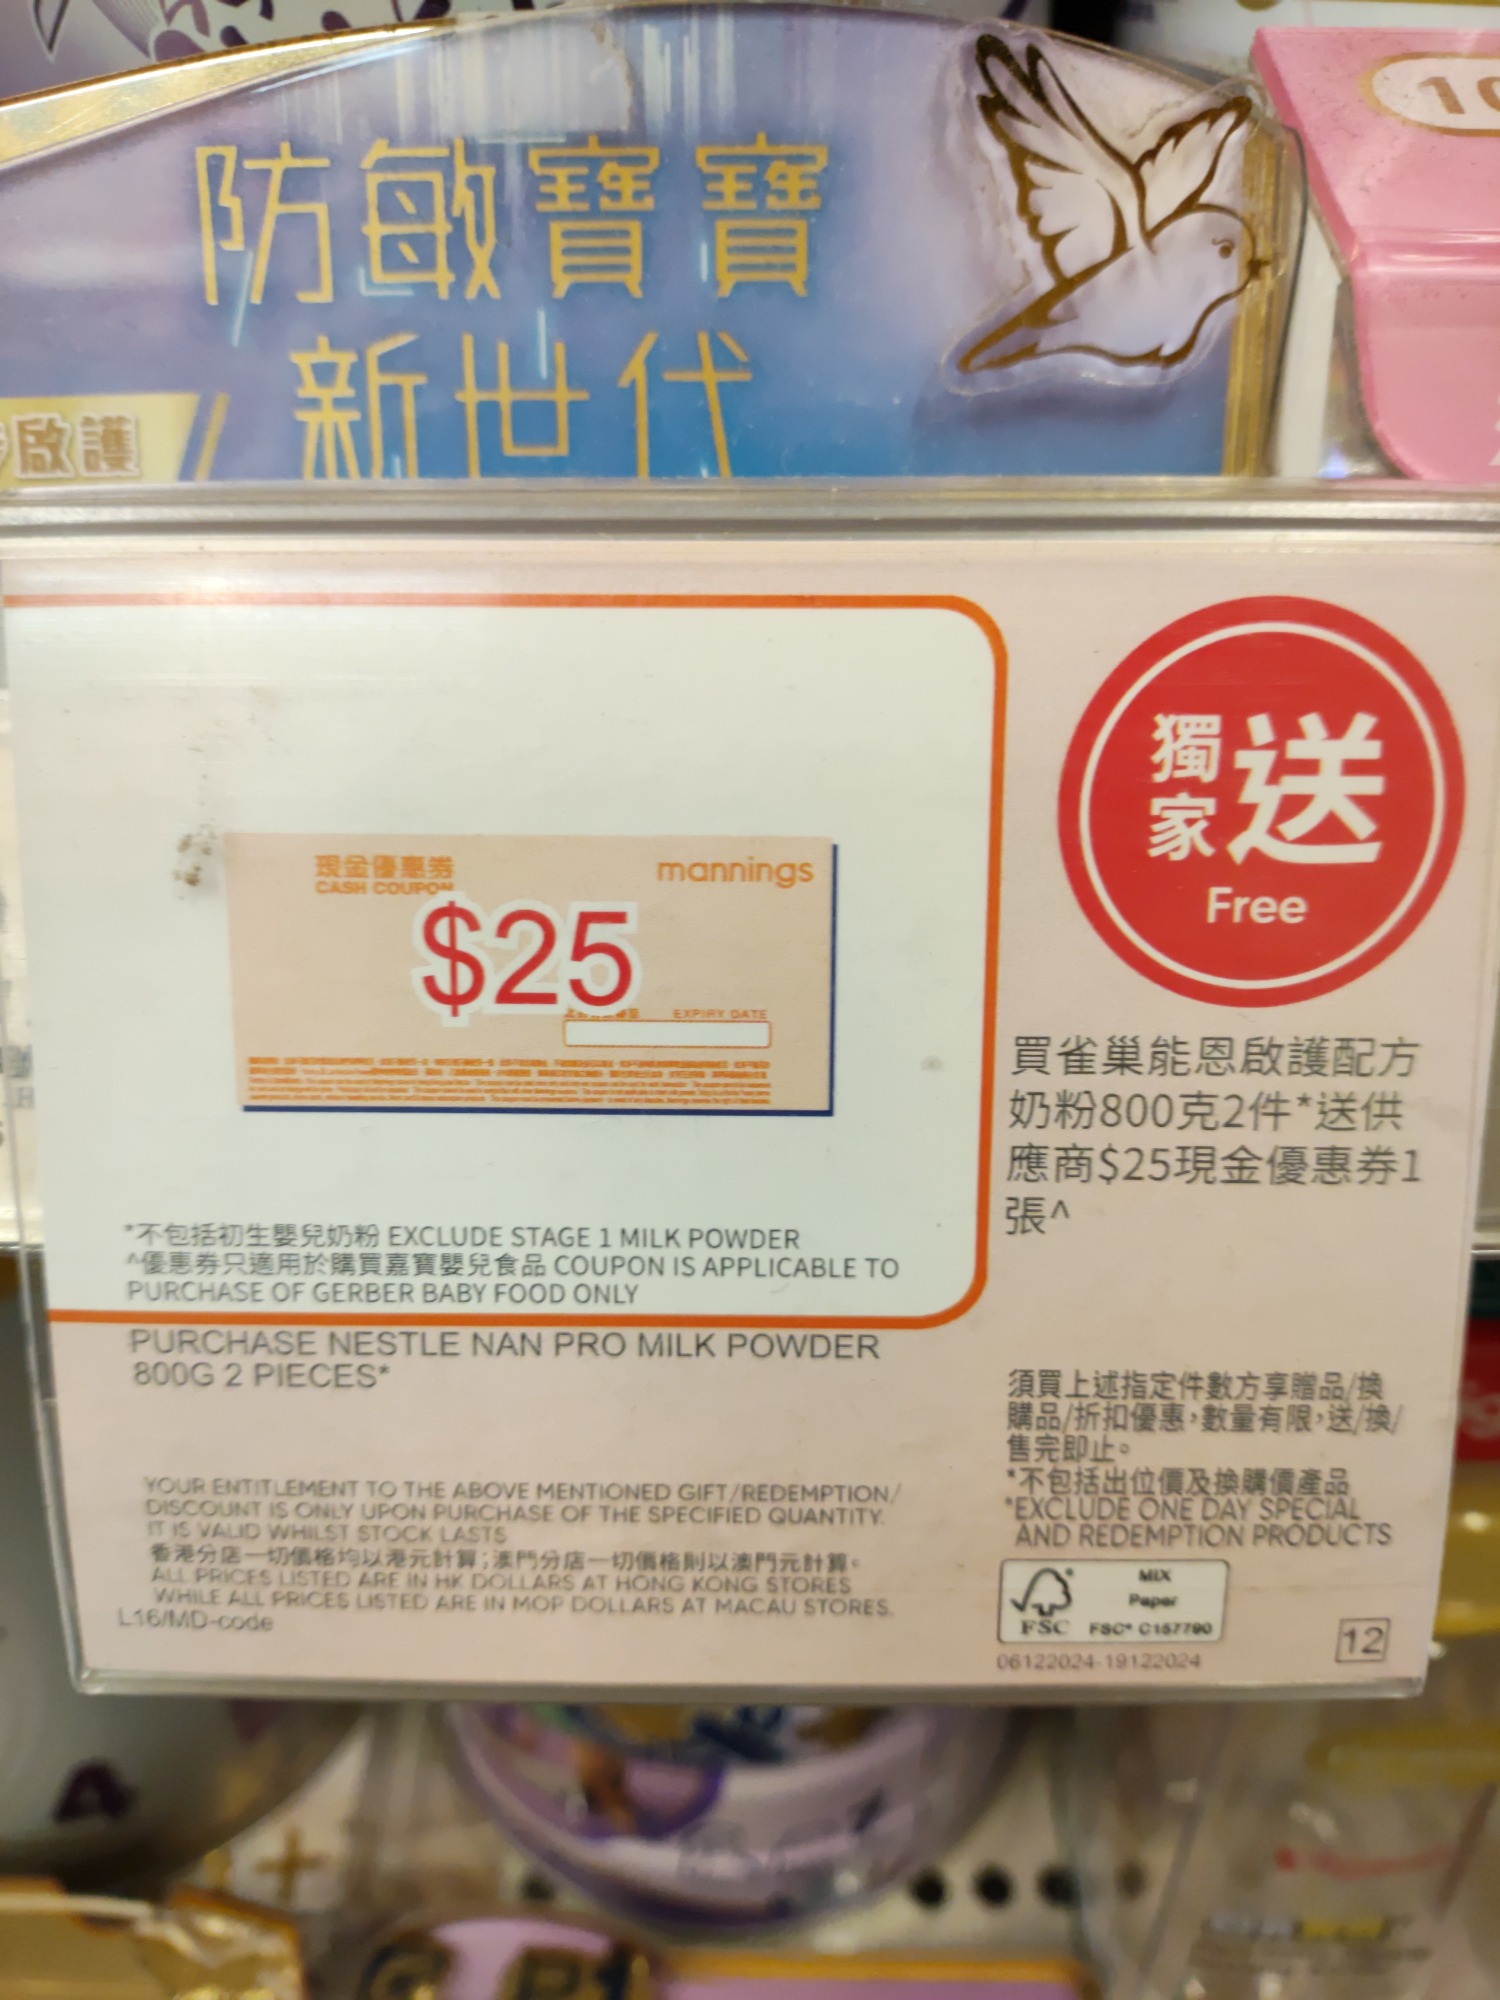 10
防敏寶寶
新世代
啟護
獨家 送
Free
現金優惠券
CASH COUPON
mannings
$25
EXPIRY DATE
買雀巢能恩啟護配方
奶粉800克2件*送供
應商$25現金優惠券1
張^
*不包括初生嬰兒奶粉 EXCLUDE STAGE 1 MILK POWDER
^優惠券只適用於購買嘉寶嬰兒食品 COUPON IS APPLICABLE TO
PURCHASE OF GERBER BABY FOOD ONLY
PURCHASE NESTLE NAN PRO MILK POWDER
800G 2 PIECES*
須買上述指定件數方享贈品/換
購品/折扣優惠,數量有限,送/換/
售完即止。
*不包括出位價及換購價產品
*EXCLUDE ONE DAY SPECIAL
AND REDEMPTION PRODUCTS
YOUR ENTITLEMENT TO THE ABOVE MENTIONED GIFT/REDEMPTION/
DISCOUNT IS ONLY UPON PURCHASE OF THE SPECIFIED QUANTITY.
IT IS VALID WHILST STOCK LASTS
香港分店一切價格均以港元計算;澳門分店一切價格則以澳門元計算。
ALL PRICES LISTED ARE IN HK DOLLARS AT HONG KONG STORES
WHILE ALL PRICES LISTED ARE IN MOP DOLLARS AT MACAU STORES.
L16/MD-code
MIX
Paper
FSC FSC® C157790
06122024-19122024
12